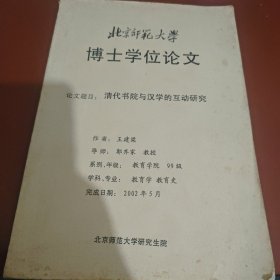 北京师范大学
博士学位论文
论文题目: 清代书院与汉学的互动研究
作者: 王建梁
导师: 郭齐家 教授
系别,年级: 教育学院 99级
学科,专业: 教育学 教育史
完成日期: 2002年5月
北京师范大学研究生院